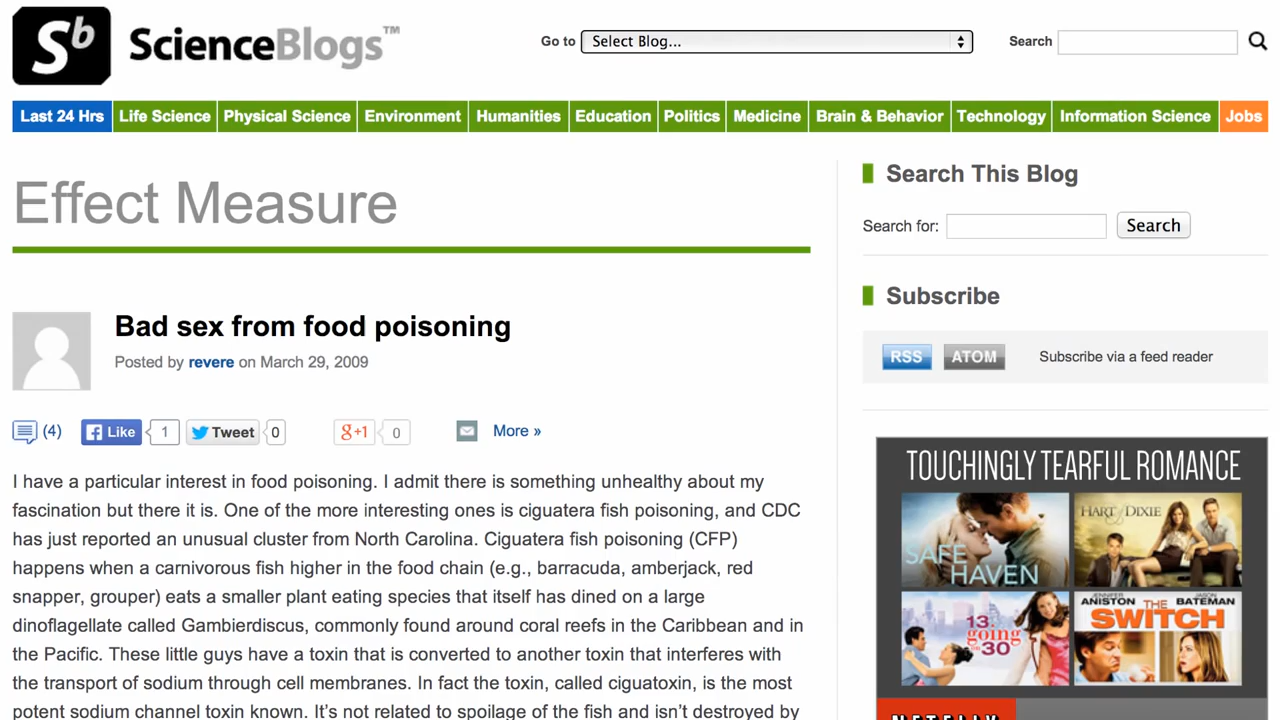 Sb ScienceBlogs™
Go to Select Blog...
Search
Last 24 Hrs Life Science Physical Science Environment Humanities Education Politics Medicine Brain & Behavior Technology Information Science Jobs
Effect Measure
Bad sex from food poisoning
Posted by revere on March 29, 2009
(4) Like 1 Tweet 0 g+1 0 More »
I have a particular interest in food poisoning. I admit there is something unhealthy about my
fascination but there it is. One of the more interesting ones is ciguatera fish poisoning, and CDC
has just reported an unusual cluster from North Carolina. Ciguatera fish poisoning (CFP)
happens when a carnivorous fish higher in the food chain (e.g., barracuda, amberjack, red
snapper, grouper) eats a smaller plant eating species that itself has dined on a large
dinoflagellate called Gambierdiscus, commonly found around coral reefs in the Caribbean and in
the Pacific. These little guys have a toxin that is converted to another toxin that interferes with
the transport of sodium through cell membranes. In fact the toxin, called ciguatoxin, is the most
potent sodium channel toxin known. It's not related to spoilage of the fish and isn't destroyed by
Search This Blog
Search for: Search
Subscribe
RSS ATOM Subscribe via a feed reader
TOUCHINGLY TEARFUL ROMANCE
SAFE HAVEN
HART OF DIXIE
13 going on 30
JENNIFER ANISTON JASON BATEMAN
THE SWITCH
NETFLIX